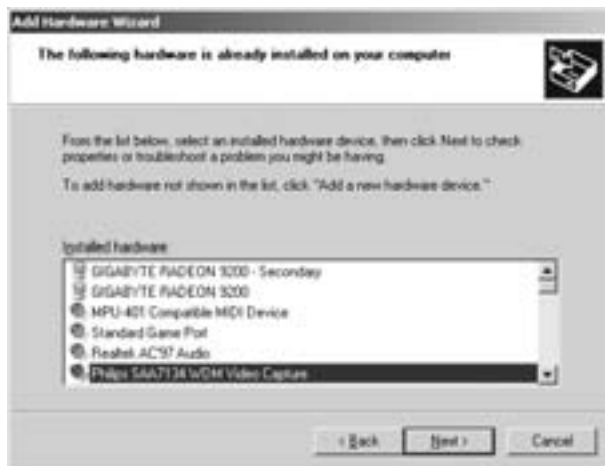 Add Hardware Wizard
The following hardware is already installed on your computer
From the list below, select an installed hardware device, then click Next to check
properties or troubleshoot a problem you might be having.
To add hardware not shown in the list, click "Add a new hardware device."
Installed hardware:
GIGABYTE RADEON 9200 - Secondary
GIGABYTE RADEON 9200
MPU-401 Compatible MIDI Device
Standard Game Port
Realtek AC'97 Audio
Philips SAA7134 WDM Video Capture
< Back
Next >
Cancel